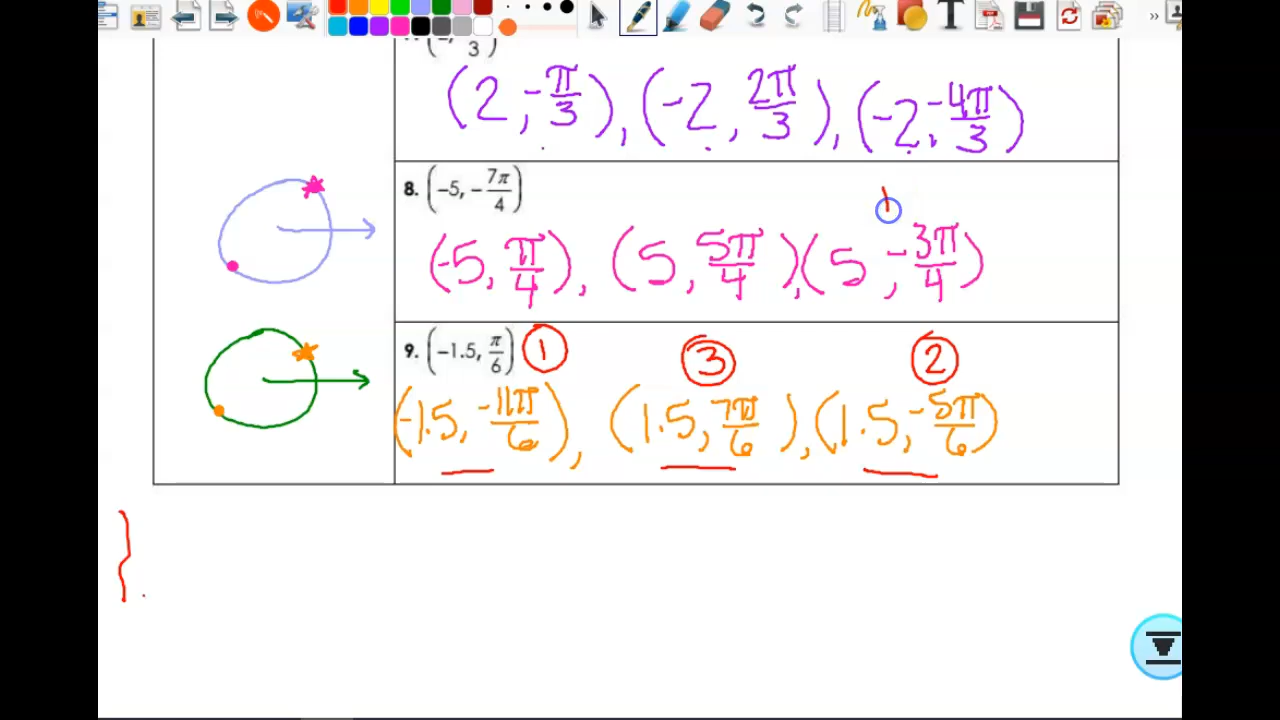 (2, -π/3), (-2, 2π/3), (-2, -4π/3)
8. (-5, -7π/4)
(-5, π/4), (5, 5π/4), (5, -3π/4)
9. (-1.5, π/6) ① ③ ②
(-1.5, -11π/6), (1.5, 7π/6), (1.5, -5π/6)